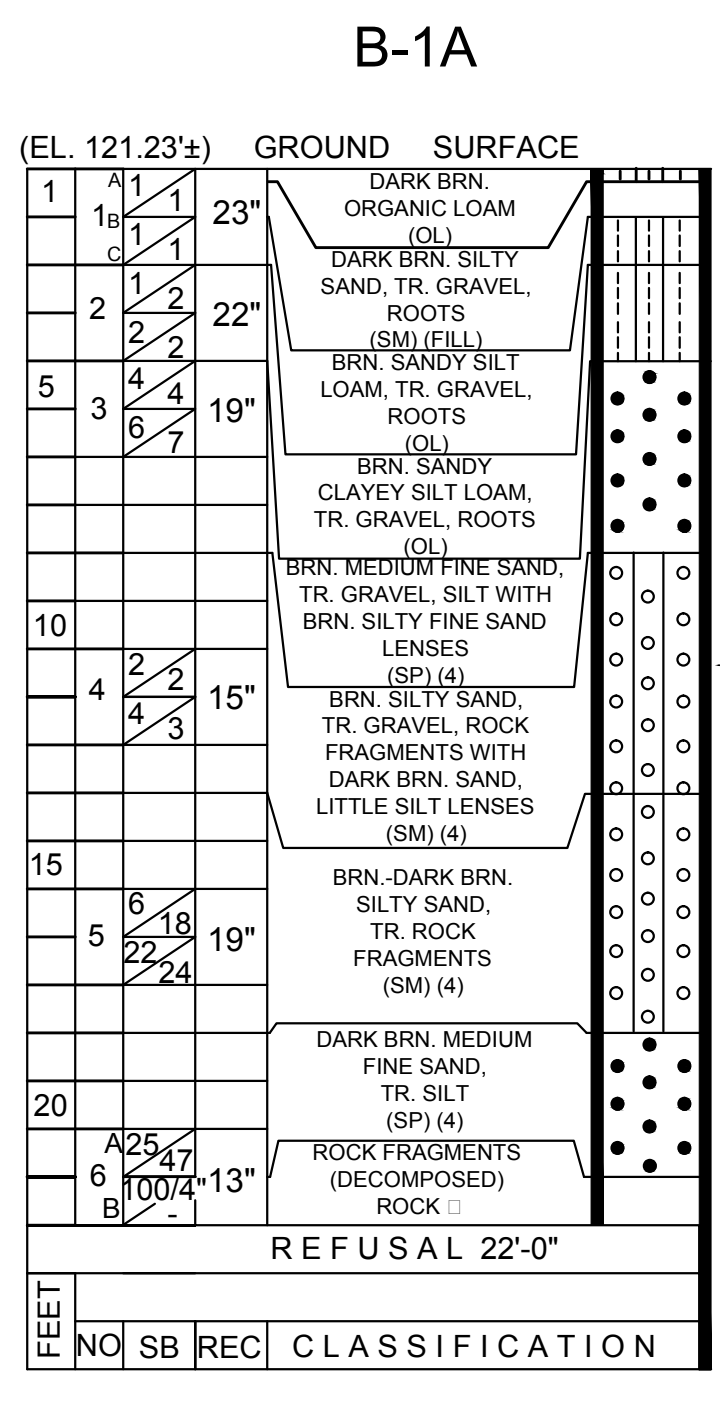 B-1A
(EL. 121.23'±) GROUND SURFACE
1
A
1B
C
1 1
1 1
23"
DARK BRN.
ORGANIC LOAM
(OL)
2
1 2
2 2
22"
DARK BRN. SILTY
SAND, TR. GRAVEL,
ROOTS
(SM) (FILL)
5
3
4 4
6 7
19"
BRN. SANDY SILT
LOAM, TR. GRAVEL,
ROOTS
(OL)
BRN. SANDY
CLAYEY SILT LOAM,
TR. GRAVEL, ROOTS
(OL)
BRN. MEDIUM FINE SAND,
TR. GRAVEL, SILT WITH
BRN. SILTY FINE SAND
LENSES
(SP) (4)
10
4
2 2
4 3
15"
BRN. SILTY SAND,
TR. GRAVEL, ROCK
FRAGMENTS WITH
DARK BRN. SAND,
LITTLE SILT LENSES
(SM) (4)
15
5
6 18
22 24
19"
BRN.-DARK BRN.
SILTY SAND,
TR. ROCK
FRAGMENTS
(SM) (4)
DARK BRN. MEDIUM
FINE SAND,
TR. SILT
(SP) (4)
20
A
6
B
25 47
100/4" -
13"
ROCK FRAGMENTS
(DECOMPOSED)
ROCK □
REFUSAL 22'-0"
FEET
NO SB REC CLASSIFICATION